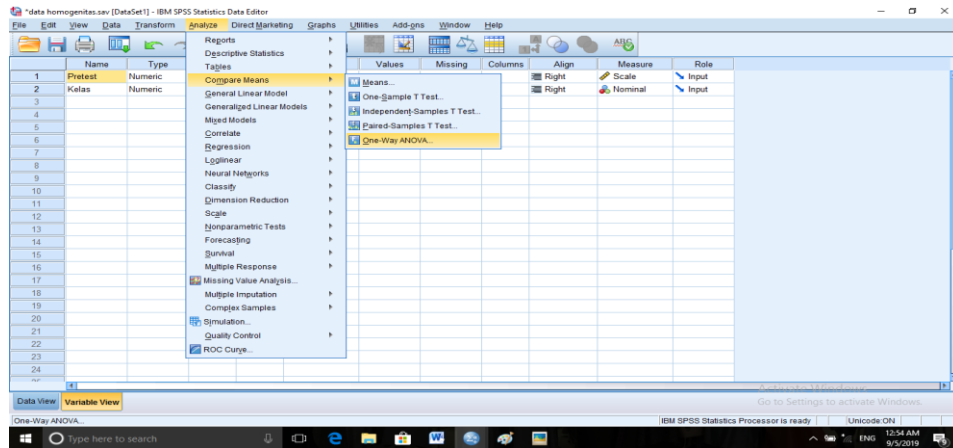 *data homogenitas.sav [DataSet1] - IBM SPSS Statistics Data Editor
File Edit View Data Transform Analyze Direct Marketing Graphs Utilities Add-ons Window Help
Reports
Descriptive Statistics
Tables
Compare Means
General Linear Model
Generalized Linear Models
Mixed Models
Correlate
Regression
Loglinear
Neural Networks
Classify
Dimension Reduction
Scale
Nonparametric Tests
Forecasting
Survival
Multiple Response
Missing Value Analysis...
Multiple Imputation
Complex Samples
Simulation...
Quality Control
ROC Curve...
Means...
One-Sample T Test...
Independent-Samples T Test...
Paired-Samples T Test...
One-Way ANOVA...
Name Type Values Missing Columns Align Measure Role
1 Pretest Numeric Right Scale Input
2 Kelas Numeric Right Nominal Input
3
4
5
6
7
8
9
10
11
12
13
14
15
16
17
18
19
20
21
22
23
24
Data View Variable View
Activate Windows
Go to Settings to activate Windows.
One-Way ANOVA... IBM SPSS Statistics Processor is ready Unicode:ON
Type here to search
ENG 12:54 AM
9/5/2019